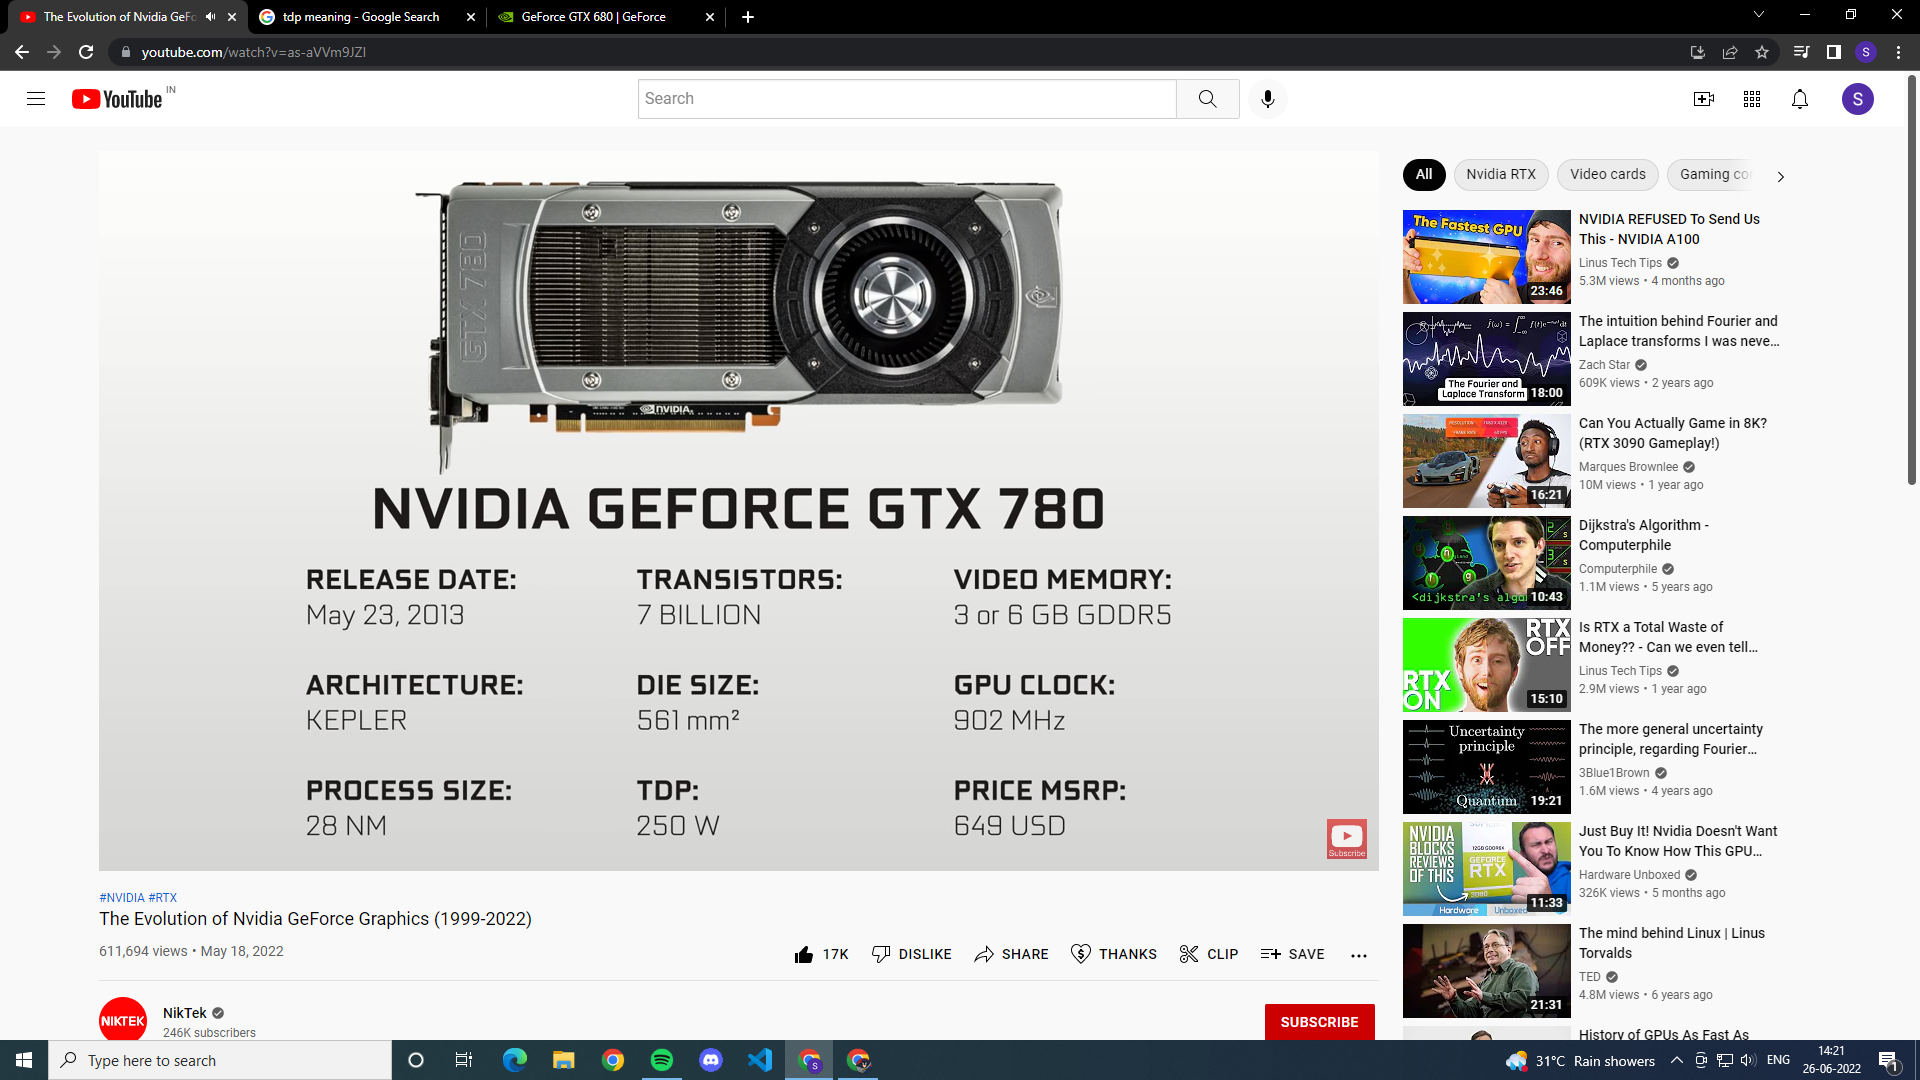 The Evolution of Nvidia GeFo
tdp meaning - Google Search
GeForce GTX 680 | GeForce
youtube.com/watch?v=as-aVVm9JZI
S
YouTube IN
Search
S
GTX 780
NVIDIA
NVIDIA GEFORCE GTX 780
RELEASE DATE:
May 23, 2013
TRANSISTORS:
7 BILLION
VIDEO MEMORY:
3 or 6 GB GDDR5
ARCHITECTURE:
KEPLER
DIE SIZE:
561 mm²
GPU CLOCK:
902 MHz
PROCESS SIZE:
28 NM
TDP:
250 W
PRICE MSRP:
649 USD
Subscribe
#NVIDIA #RTX
The Evolution of Nvidia GeForce Graphics (1999-2022)
611,694 views • May 18, 2022
17K
DISLIKE
SHARE
THANKS
CLIP
SAVE
NIKTEK
NikTek
246K subscribers
SUBSCRIBE
All
Nvidia RTX
Video cards
Gaming co
The Fastest GPU
23:46
NVIDIA REFUSED To Send Us
This - NVIDIA A100
Linus Tech Tips
5.3M views • 4 months ago
The Fourier and
Laplace Transform
18:00
The intuition behind Fourier and
Laplace transforms I was neve...
Zach Star
609K views • 2 years ago
16:21
Can You Actually Game in 8K?
(RTX 3090 Gameplay!)
Marques Brownlee
10M views • 1 year ago
<dijkstra's algo
10:43
Dijkstra's Algorithm -
Computerphile
Computerphile
1.1M views • 5 years ago
RTX
OFF
RTX
ON
15:10
Is RTX a Total Waste of
Money?? - Can we even tell...
Linus Tech Tips
2.9M views • 1 year ago
Uncertainty
principle
Quantum
19:21
The more general uncertainty
principle, regarding Fourier...
3Blue1Brown
1.6M views • 4 years ago
NVIDIA
BLOCKS
REVIEWS
OF THIS
GEFORCE
RTX
Hardware Unboxed
11:33
Just Buy It! Nvidia Doesn't Want
You To Know How This GPU...
Hardware Unboxed
326K views • 5 months ago
21:31
The mind behind Linux | Linus
Torvalds
TED
4.8M views • 6 years ago
History of GPUs As Fast As
Type here to search
31°C Rain showers
ENG
14:21
26-06-2022
1